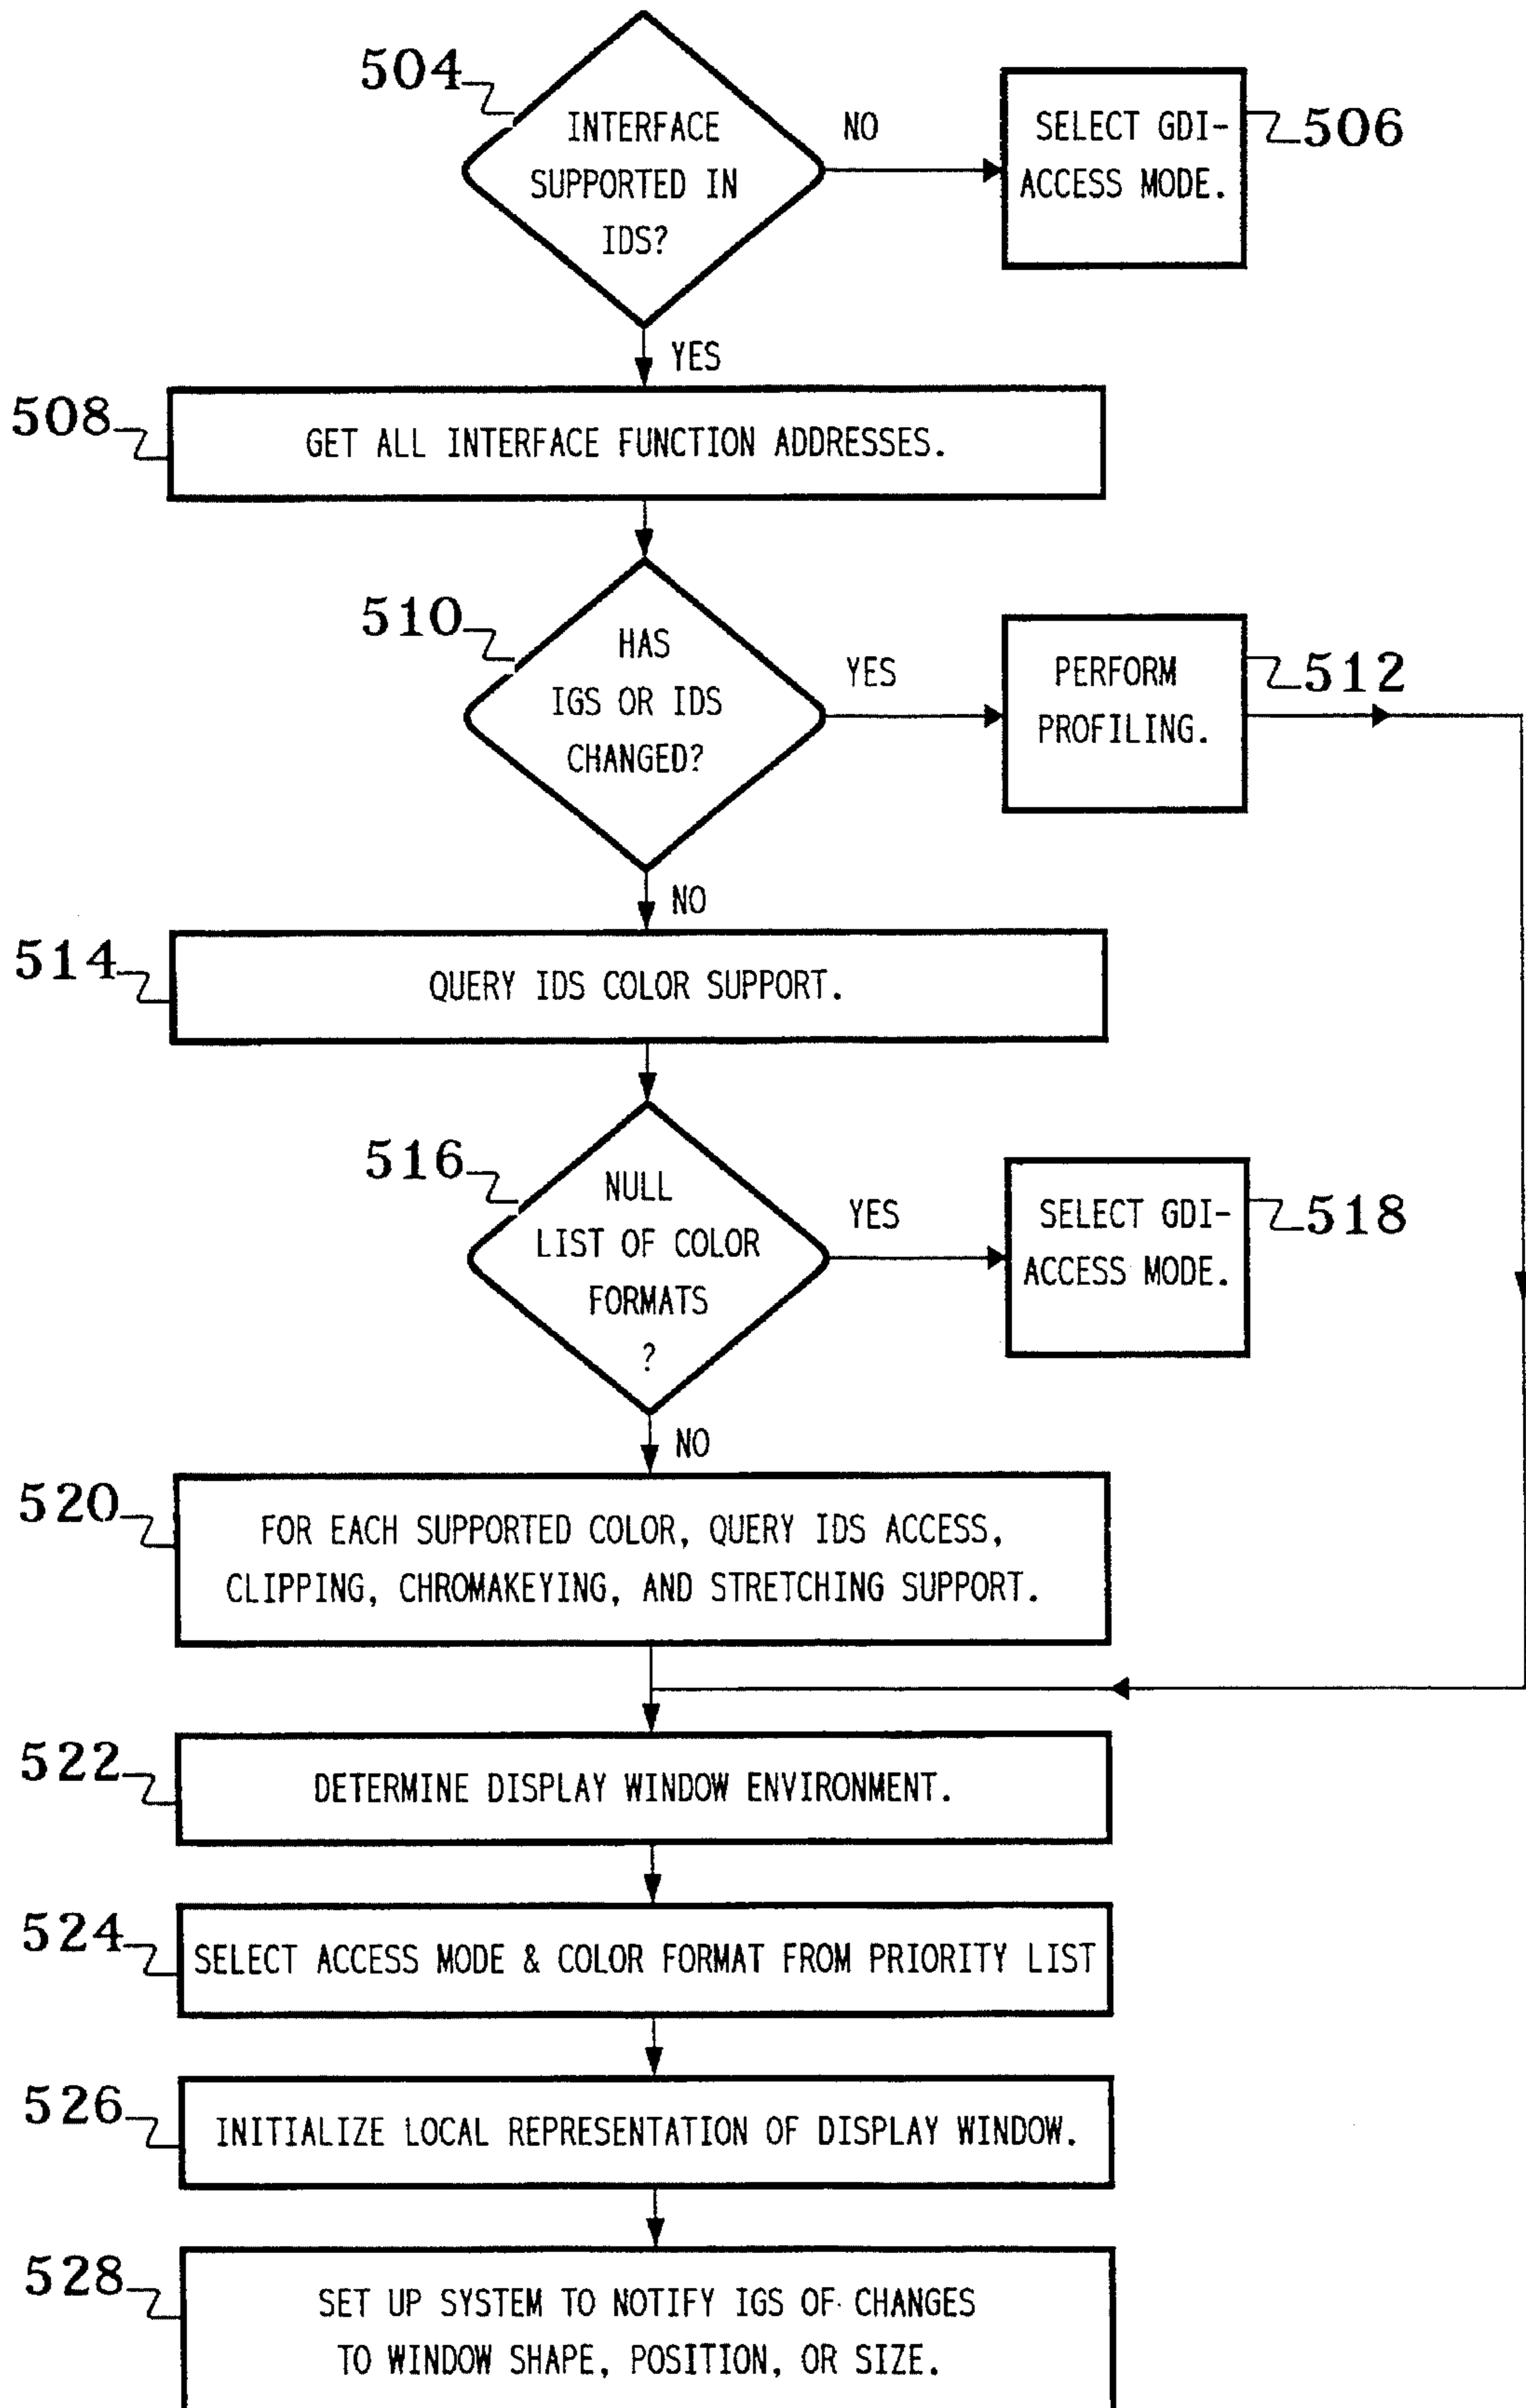 504
INTERFACE
SUPPORTED IN
IDS?
NO
SELECT GDI-
ACCESS MODE.
506
YES
508
GET ALL INTERFACE FUNCTION ADDRESSES.
510
HAS
IGS OR IDS
CHANGED?
YES
PERFORM
PROFILING.
512
NO
514
QUERY IDS COLOR SUPPORT.
516
NULL
LIST OF COLOR
FORMATS
?
YES
SELECT GDI-
ACCESS MODE.
518
NO
520
FOR EACH SUPPORTED COLOR, QUERY IDS ACCESS,
CLIPPING, CHROMAKEYING, AND STRETCHING SUPPORT.
522
DETERMINE DISPLAY WINDOW ENVIRONMENT.
524
SELECT ACCESS MODE & COLOR FORMAT FROM PRIORITY LIST
526
INITIALIZE LOCAL REPRESENTATION OF DISPLAY WINDOW.
528
SET UP SYSTEM TO NOTIFY IGS OF CHANGES
TO WINDOW SHAPE, POSITION, OR SIZE.